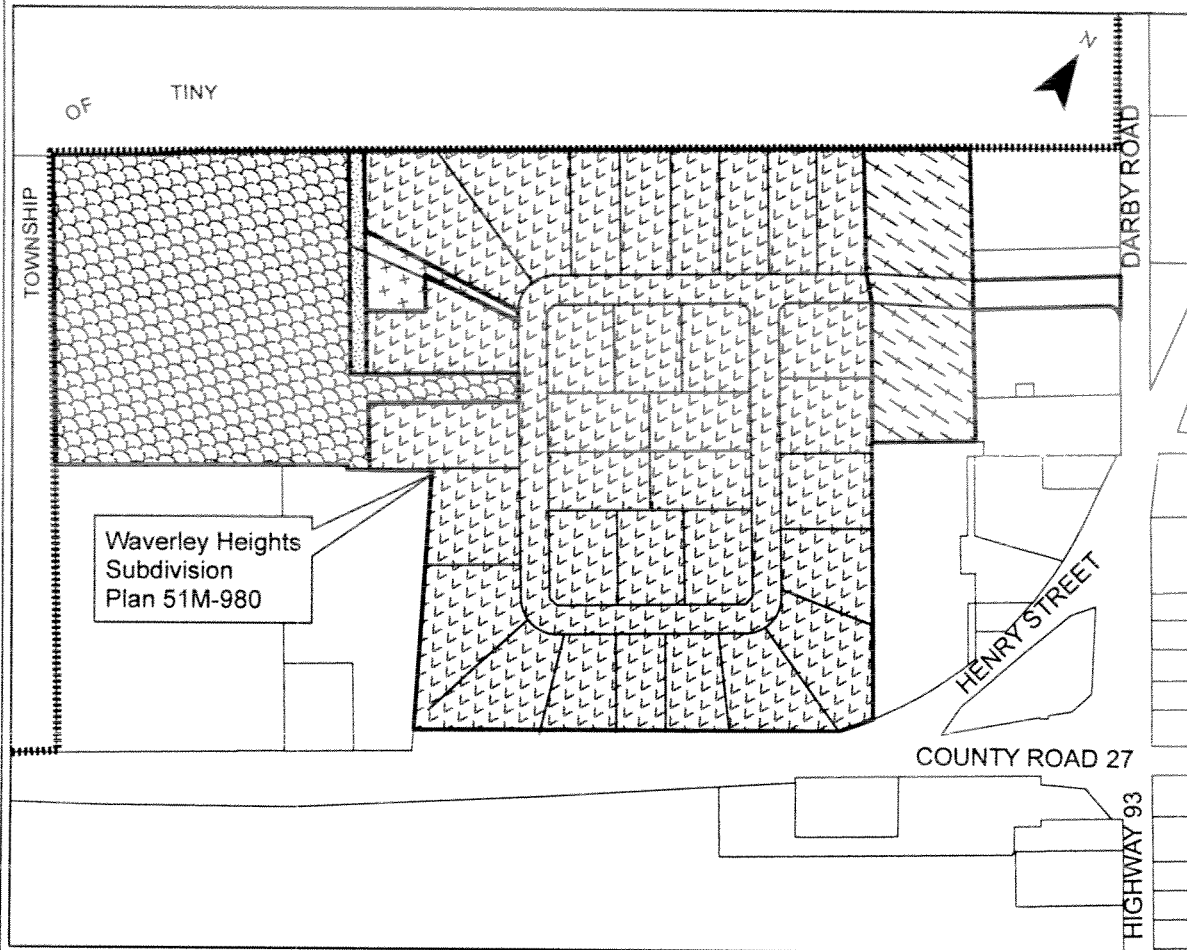 N
OF
TINY
TOWNSHIP
DARBY ROAD
Waverley Heights
Subdivision
Plan 51M-980
HENRY STREET
COUNTY ROAD 27
HIGHWAY 93